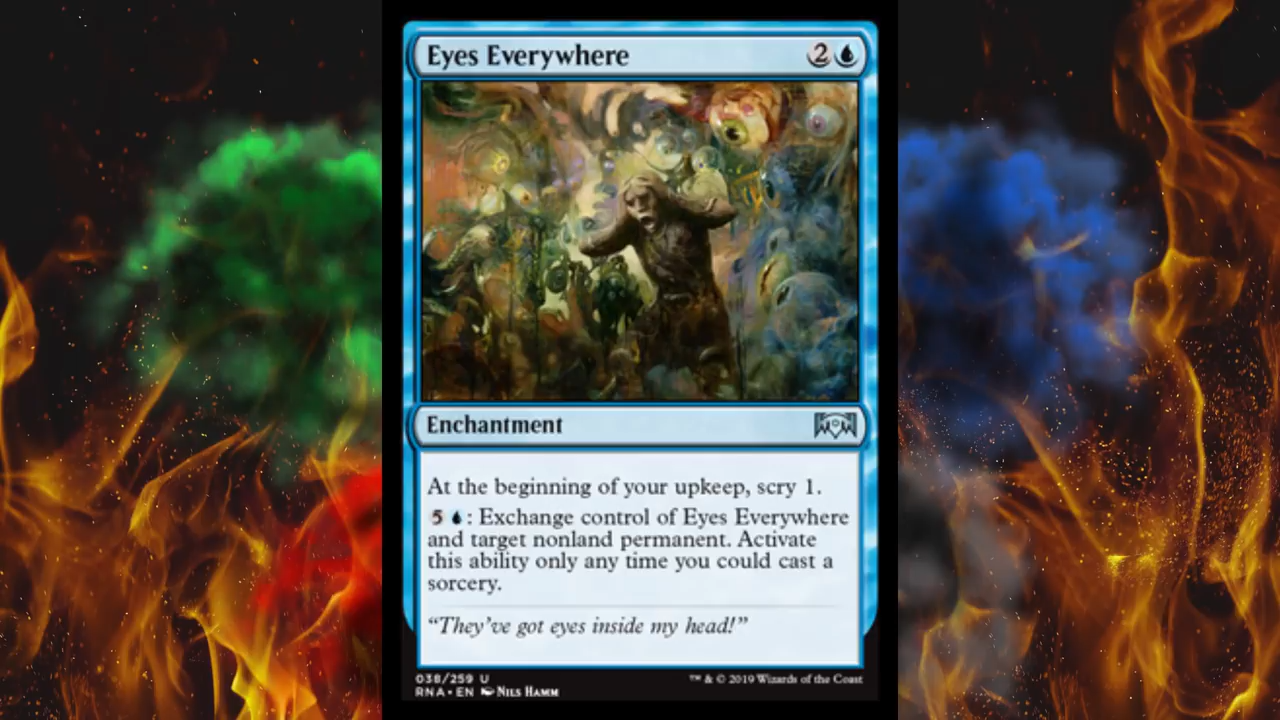 Eyes Everywhere 2
Enchantment
At the beginning of your upkeep, scry 1.
5 : Exchange control of Eyes Everywhere
and target nonland permanent. Activate
this ability only any time you could cast a
sorcery.
“They’ve got eyes inside my head!”
038/259 U
RNA • EN Nils Hamm
™ & © 2019 Wizards of the Coast